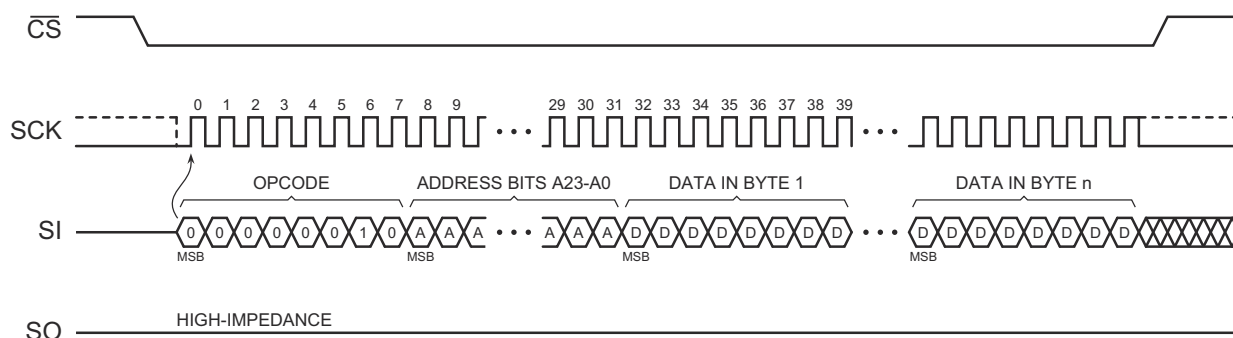 CS
0 1 2 3 4 5 6 7 8 9 29 30 31 32 33 34 35 36 37 38 39
SCK • • • • • •
OPCODE ADDRESS BITS A23-A0 DATA IN BYTE 1 DATA IN BYTE n
SI 0 0 0 0 0 0 1 0 A A A • • • A A A D D D D D D D D • • • D D D D D D D D
MSB MSB MSB MSB
HIGH-IMPEDANCE
SO